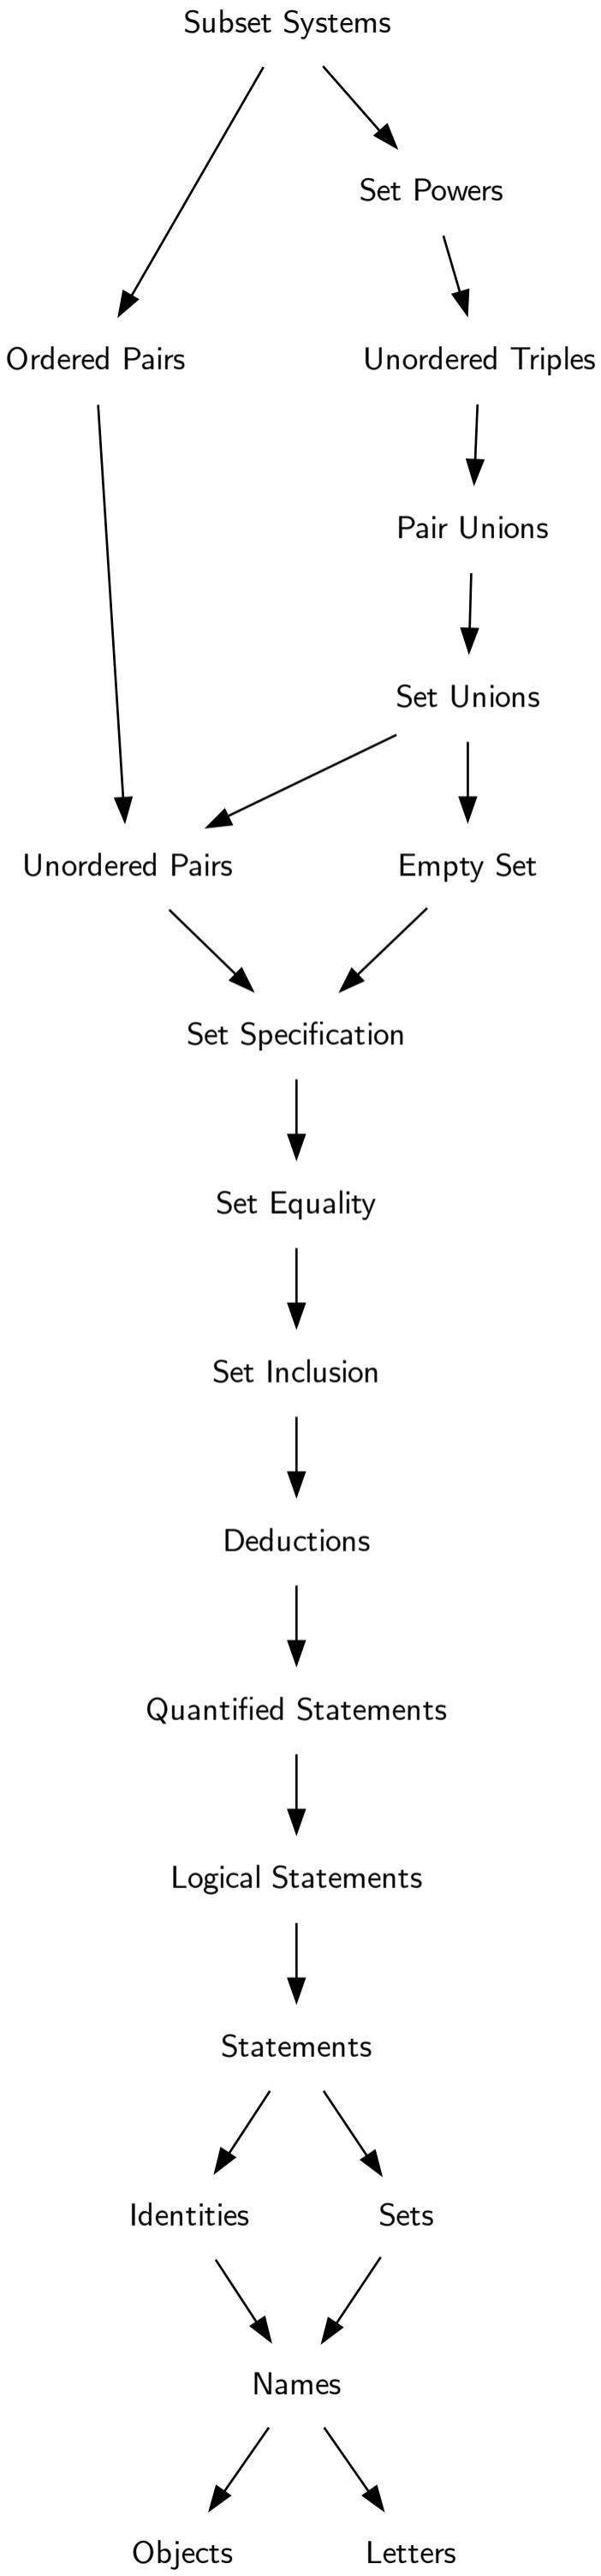 Subset Systems
Set Powers
Ordered Pairs
Unordered Triples
Pair Unions
Set Unions
Unordered Pairs
Empty Set
Set Specification
Set Equality
Set Inclusion
Deductions
Quantified Statements
Logical Statements
Statements
Identities
Sets
Names
Objects
Letters